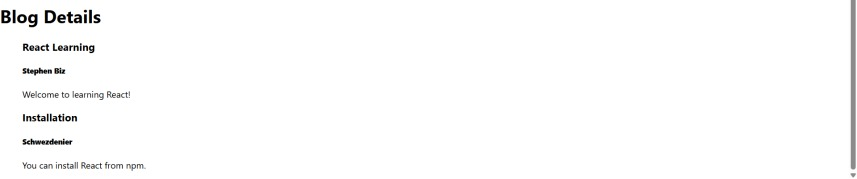 Blog Details
React Learning
Stephen Biz
Welcome to learning React!
Installation
Schwezdenier
You can install React from npm.